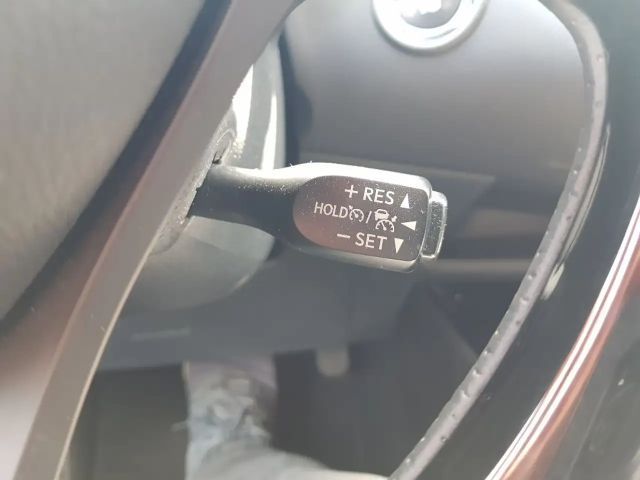 + RES ▲
HOLD / ◄
− SET ▼